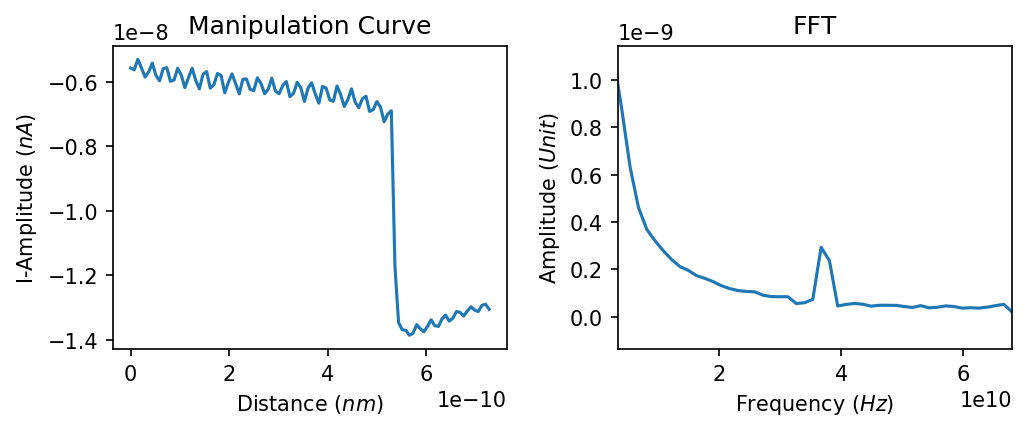 Manipulation Curve
1e−8
−0.6
−0.8
−1.0
−1.2
−1.4
I-Amplitude (nA)
0
2
4
6
1e−10
Distance (nm)
FFT
1e−9
1.0
0.8
0.6
0.4
0.2
0.0
Amplitude (Unit)
2
4
6
1e10
Frequency (Hz)